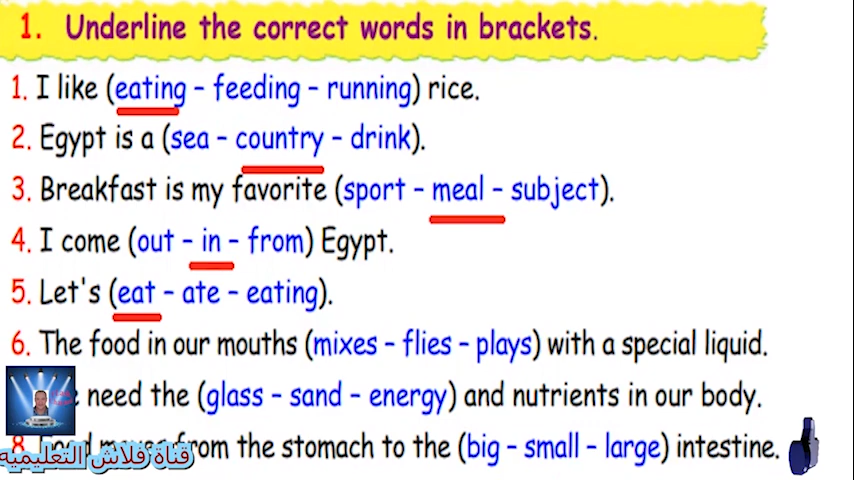 1. Underline the correct words in brackets.
1. I like (eating – feeding – running) rice.
2. Egypt is a (sea – country – drink).
3. Breakfast is my favorite (sport – meal – subject).
4. I come (out – in – from) Egypt.
5. Let's (eat – ate – eating).
6. The food in our mouths (mixes – flies – plays) with a special liquid.
need the (glass – sand – energy) and nutrients in our body.
8. from the stomach to the (big – small – large) intestine.
قناة فلاش التعليمية